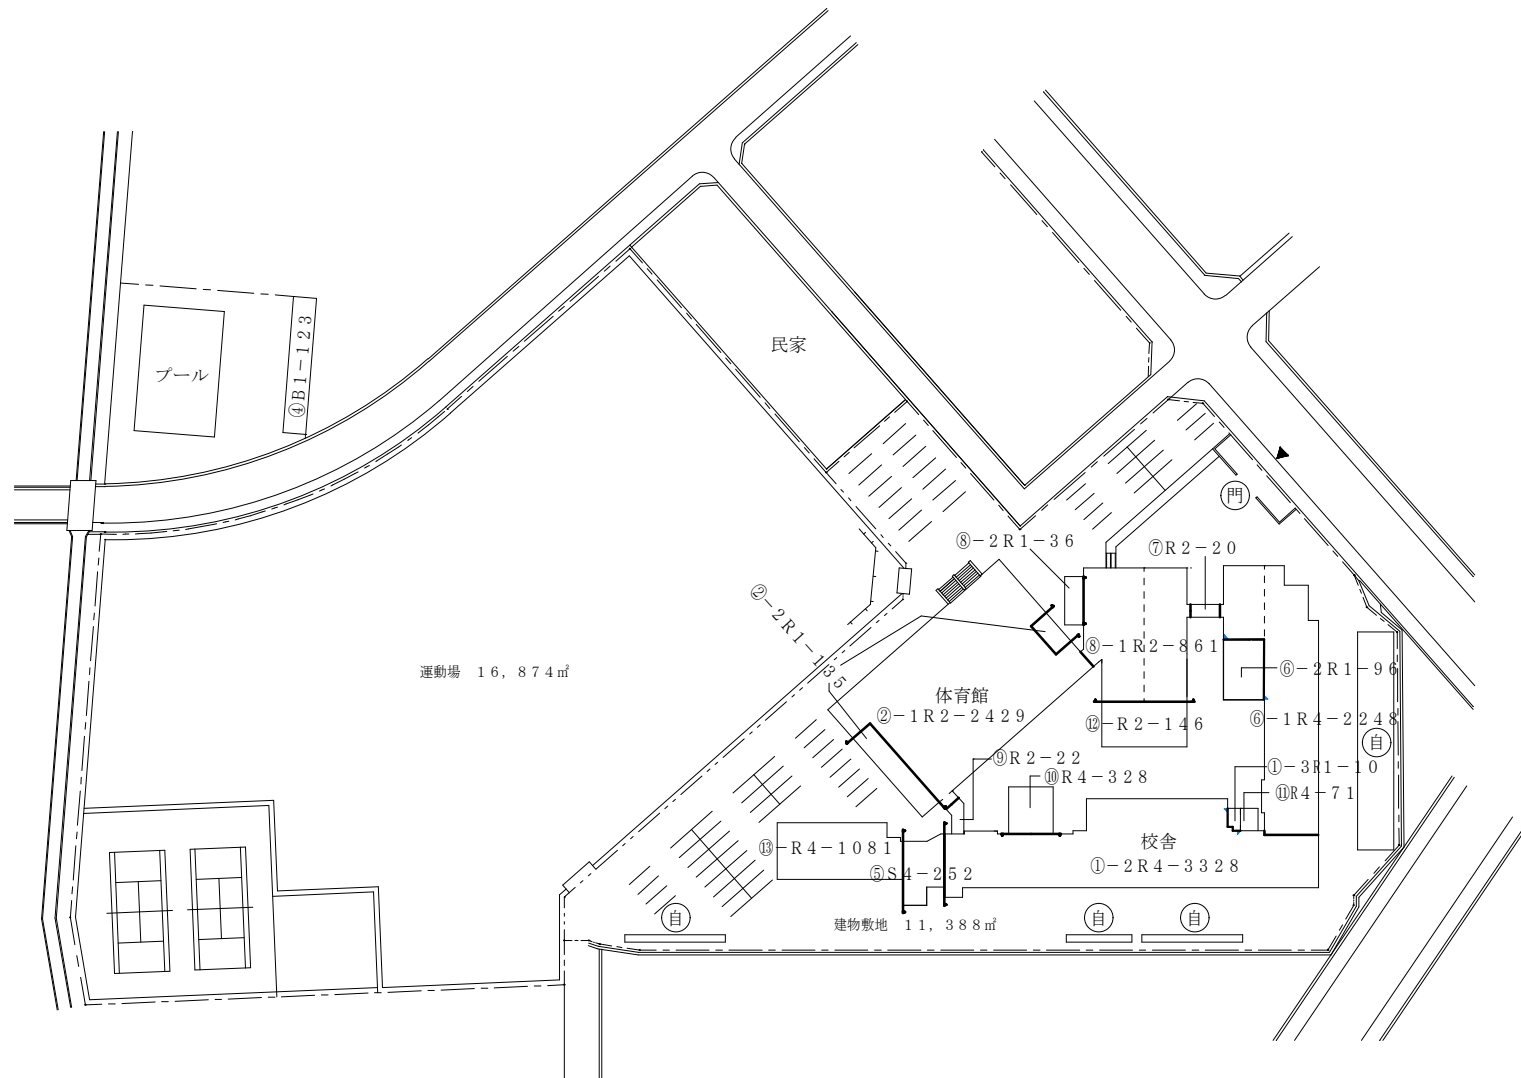 民家
④B1-123
プール
門
⑧-2R1-36
⑦R2-20
②-2R1-135
⑧-1R2-861
⑥-2R1-96
運動場 16,874㎡
体育館
②-1R2-2429
⑫-R2-146
⑥-1R4-2248
自
⑨R2-22
⑩R4-328
①-3R1-10
⑪R4-71
校舎
⑬-R4-1081
①-2R4-3328
⑤S4-252
自
建物敷地 11,388㎡
自
自